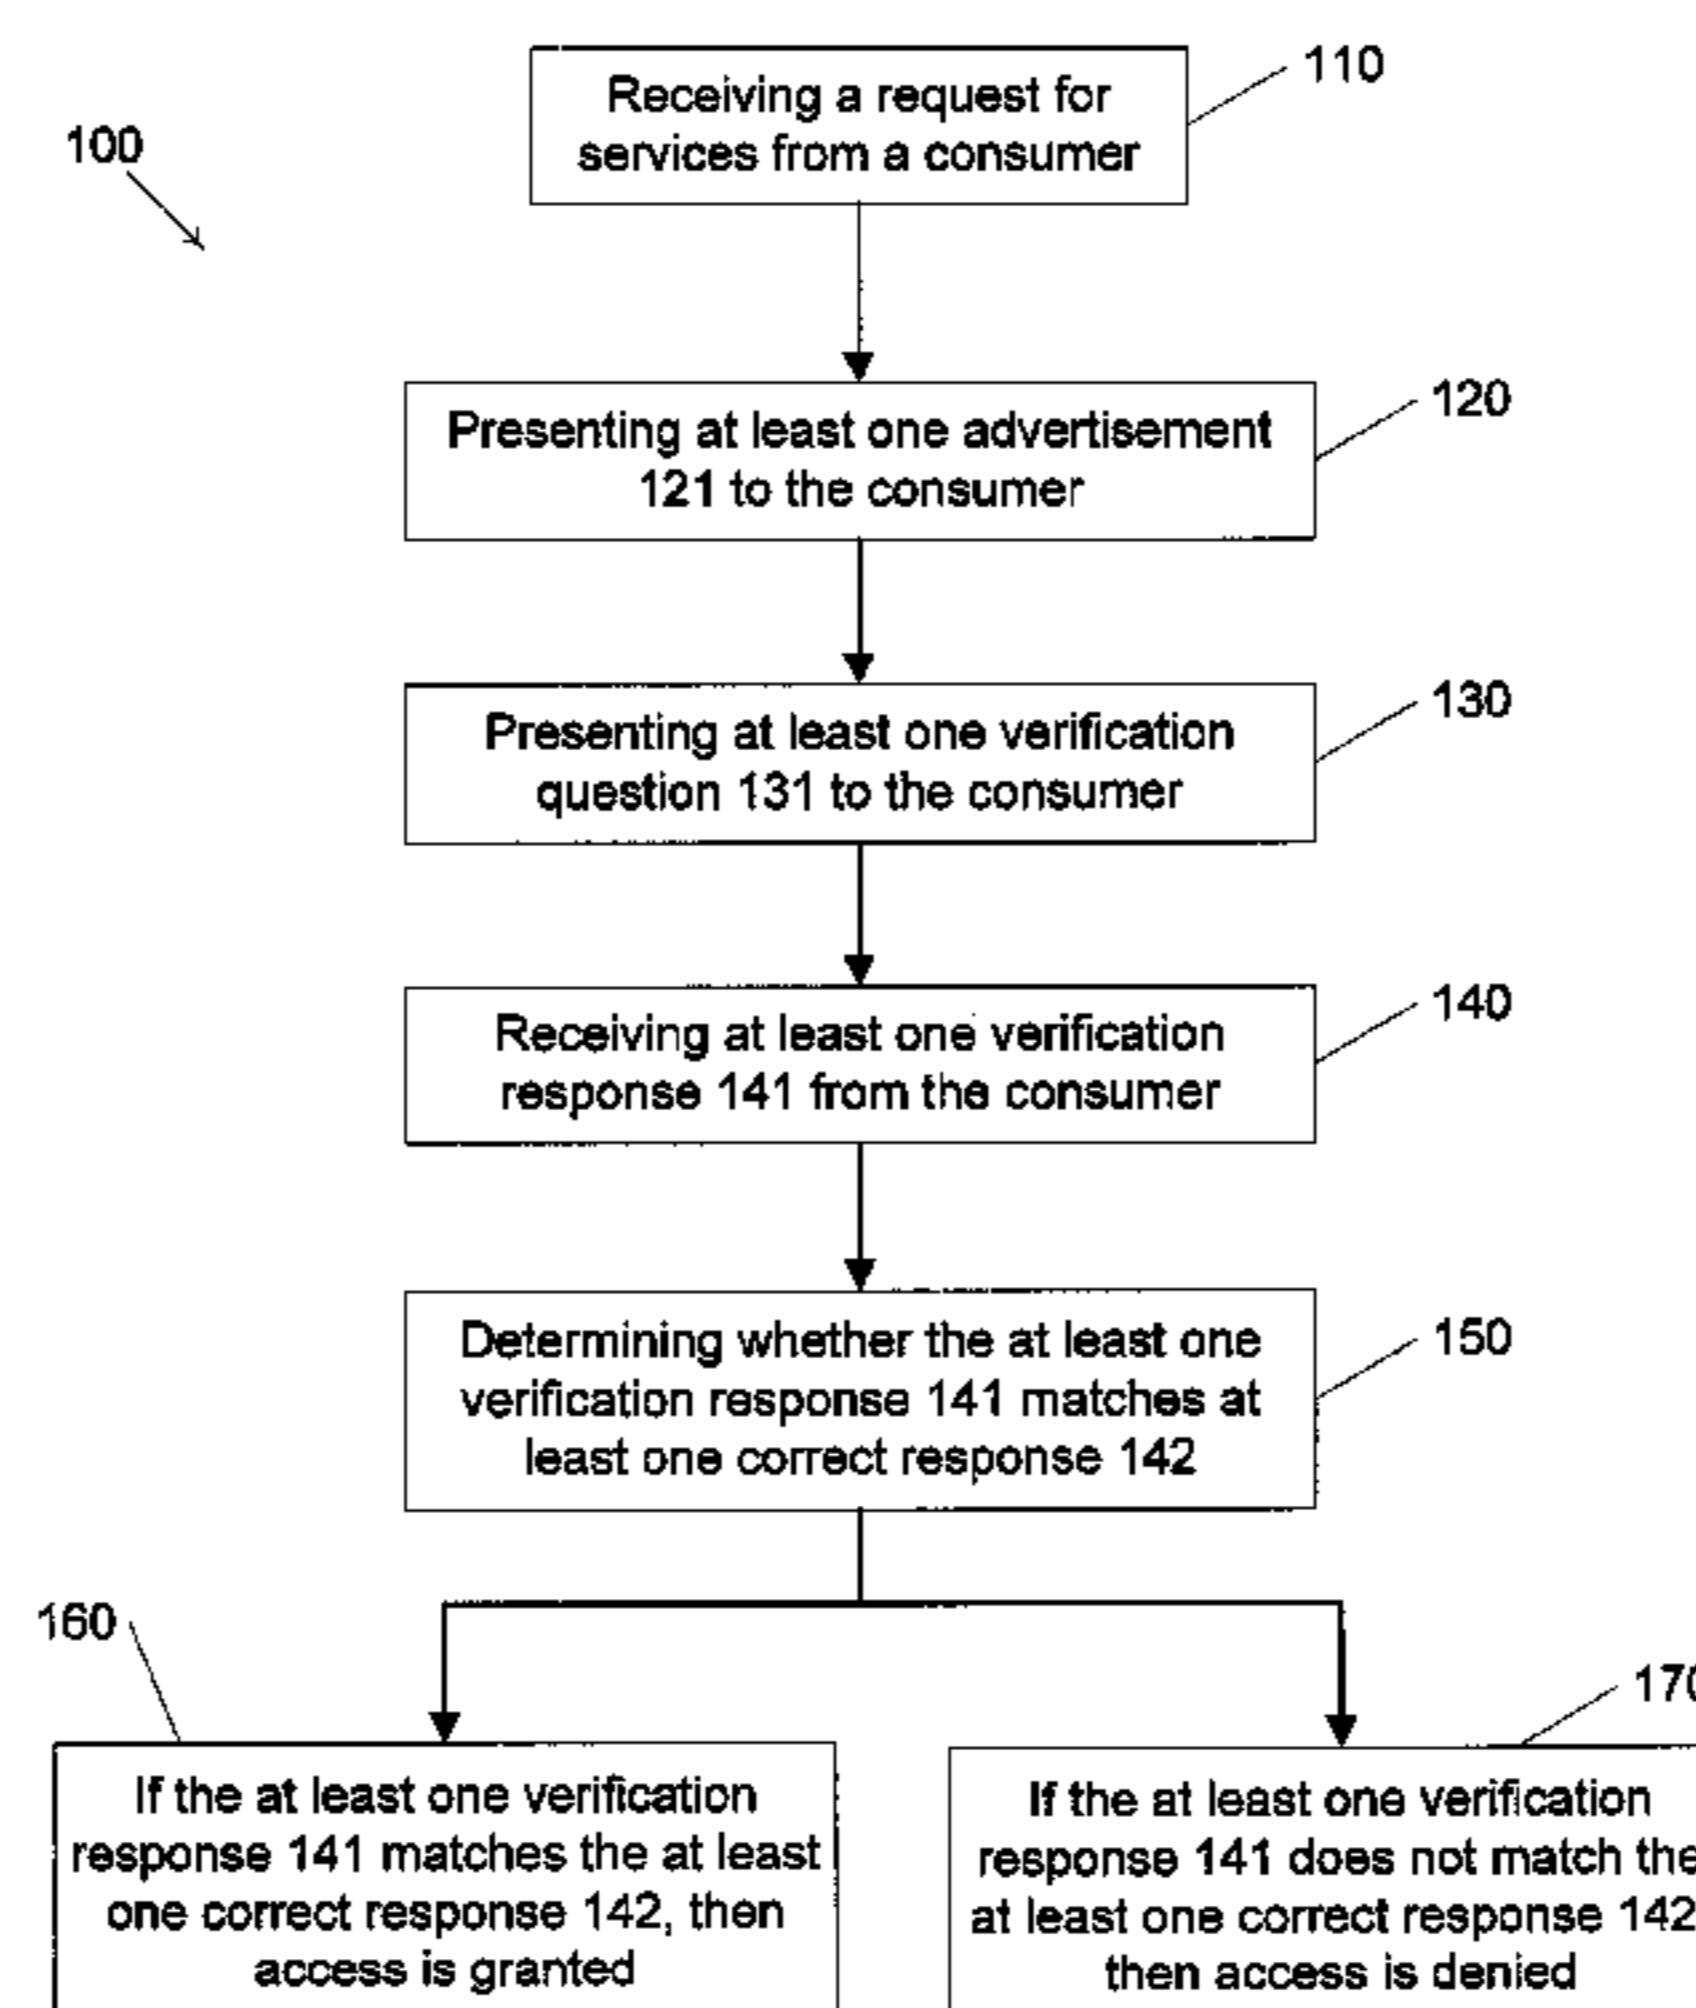 110
Receiving a request for
services from a consumer
100
120
Presenting at least one advertisement
121 to the consumer
130
Presenting at least one verification
question 131 to the consumer
140
Receiving at least one verification
response 141 from the consumer
150
Determining whether the at least one
verification response 141 matches at
least one correct response 142
160
170
If the at least one verification
response 141 matches the at least
one correct response 142, then
access is granted
If the at least one verification
response 141 does not match the
at least one correct response 142
then access is denied